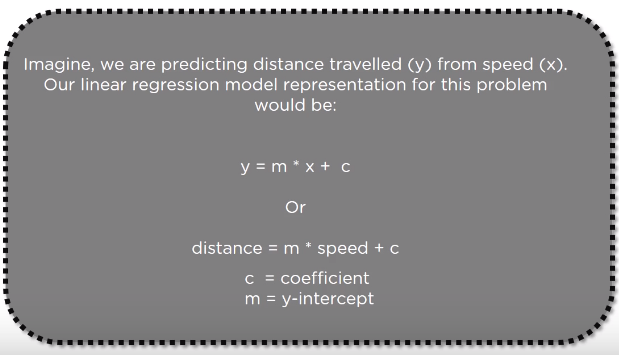 Imagine, we are predicting distance travelled (y) from speed (x).
Our linear regression model representation for this problem
would be:
y = m * x + c
Or
distance = m * speed + c
c = coefficient
m = y-intercept